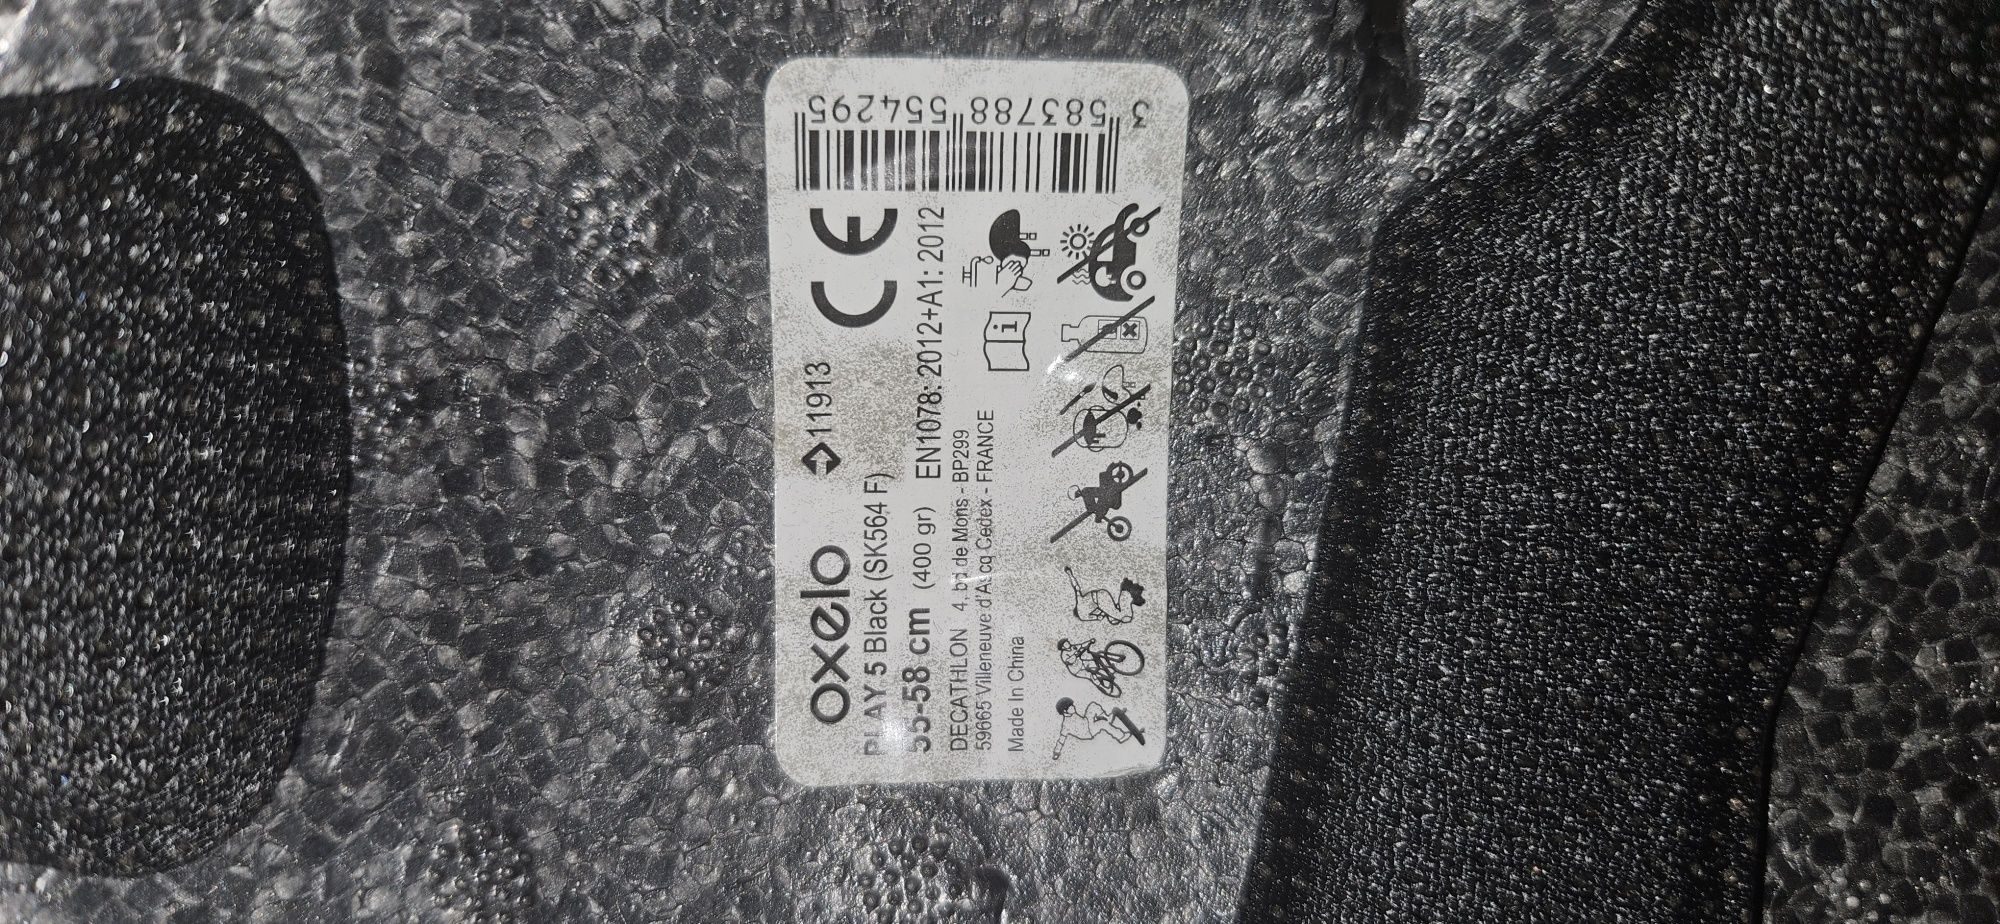 oxelo 11913
PLAY 5 Black (SK564 F)
55-58 cm (400 gr) EN1078: 2012+A1: 2012
DECATHLON 4, bd de Mons - BP299
59665 Villeneuve d'Ascq Cedex - FRANCE
Made In China
CE
i
3 583788 554295